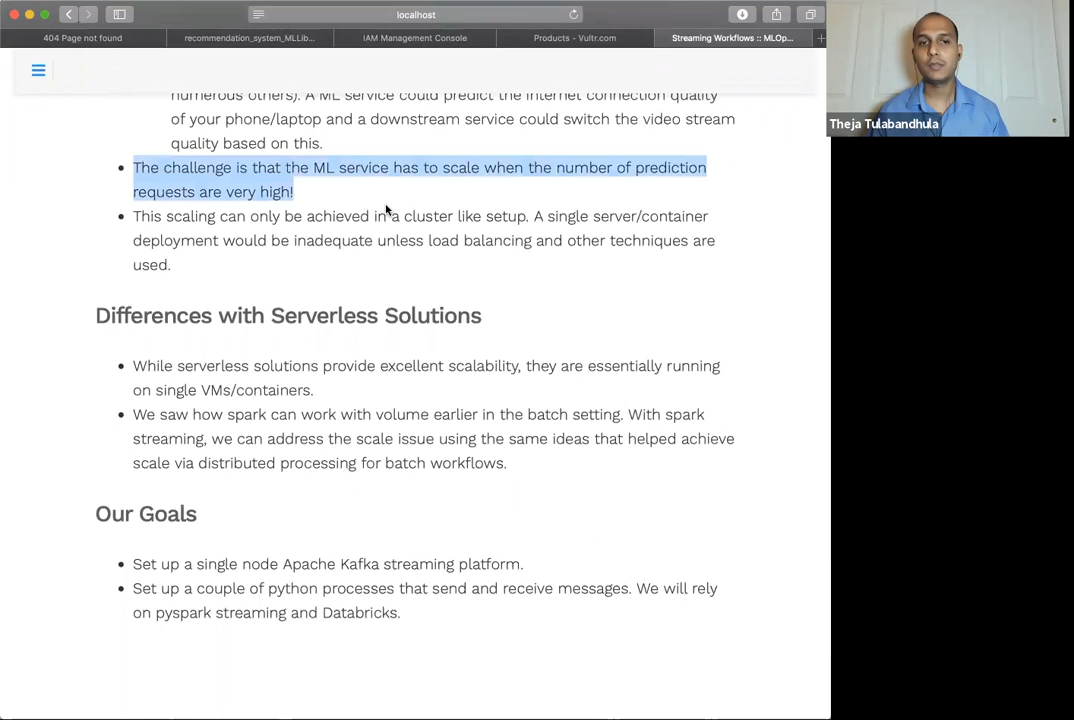 localhost
404 Page not found
recommendation_system_MLLib...
IAM Management Console
Products - Vultr.com
Streaming Workflows :: MLOp...
numerous others). A ML service could predict the internet connection quality
of your phone/laptop and a downstream service could switch the video stream
quality based on this.
• The challenge is that the ML service has to scale when the number of prediction
requests are very high!
• This scaling can only be achieved in a cluster like setup. A single server/container
deployment would be inadequate unless load balancing and other techniques are
used.
Differences with Serverless Solutions
• While serverless solutions provide excellent scalability, they are essentially running
on single VMs/containers.
• We saw how spark can work with volume earlier in the batch setting. With spark
streaming, we can address the scale issue using the same ideas that helped achieve
scale via distributed processing for batch workflows.
Our Goals
• Set up a single node Apache Kafka streaming platform.
• Set up a couple of python processes that send and receive messages. We will rely
on pyspark streaming and Databricks.
Theja Tulabandhula